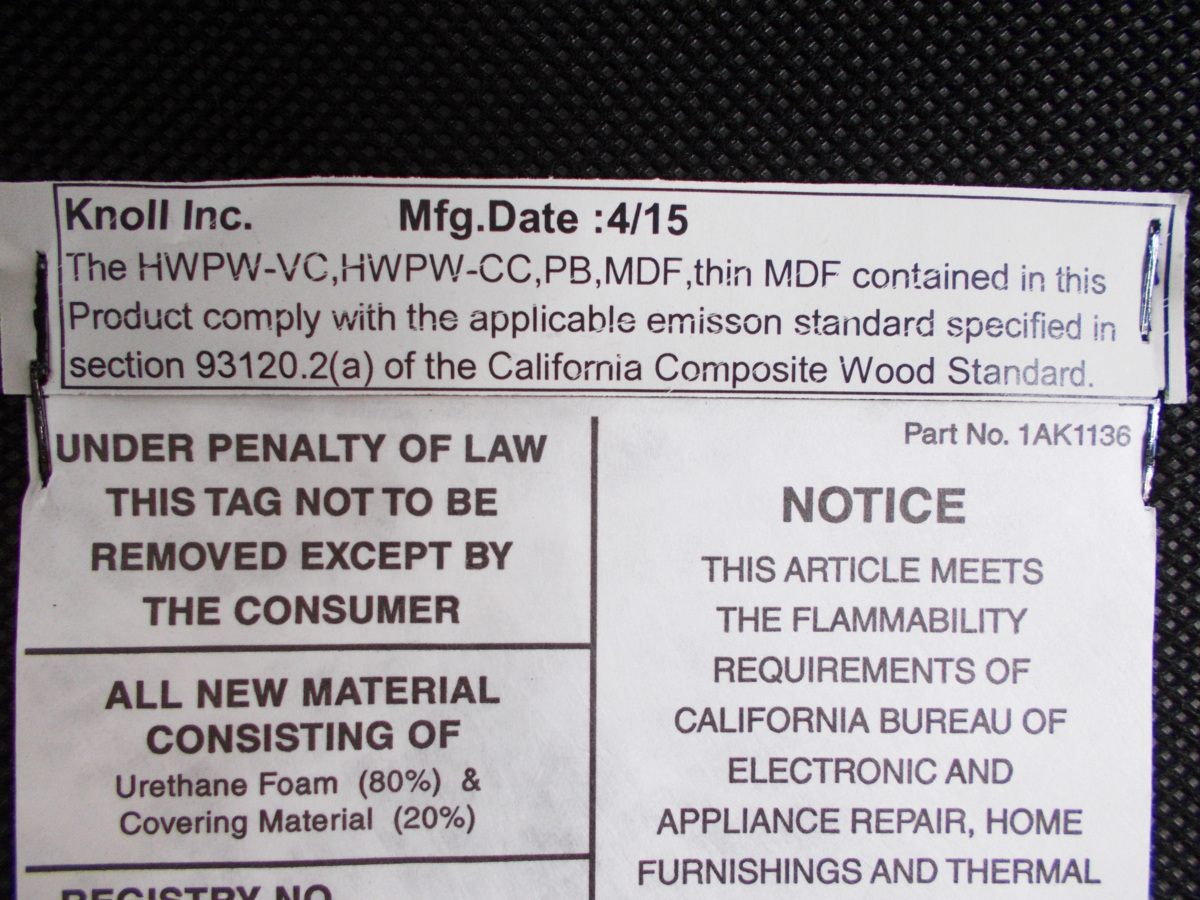 Knoll Inc. Mfg.Date :4/15
The HWPW-VC,HWPW-CC,PB,MDF,thin MDF contained in this
Product comply with the applicable emisson standard specified in
section 93120.2(a) of the California Composite Wood Standard.
UNDER PENALTY OF LAW
THIS TAG NOT TO BE
REMOVED EXCEPT BY
THE CONSUMER
ALL NEW MATERIAL
CONSISTING OF
Urethane Foam (80%) &
Covering Material (20%)
REGISTRY NO
Part No. 1AK1136
NOTICE
THIS ARTICLE MEETS
THE FLAMMABILITY
REQUIREMENTS OF
CALIFORNIA BUREAU OF
ELECTRONIC AND
APPLIANCE REPAIR, HOME
FURNISHINGS AND THERMAL